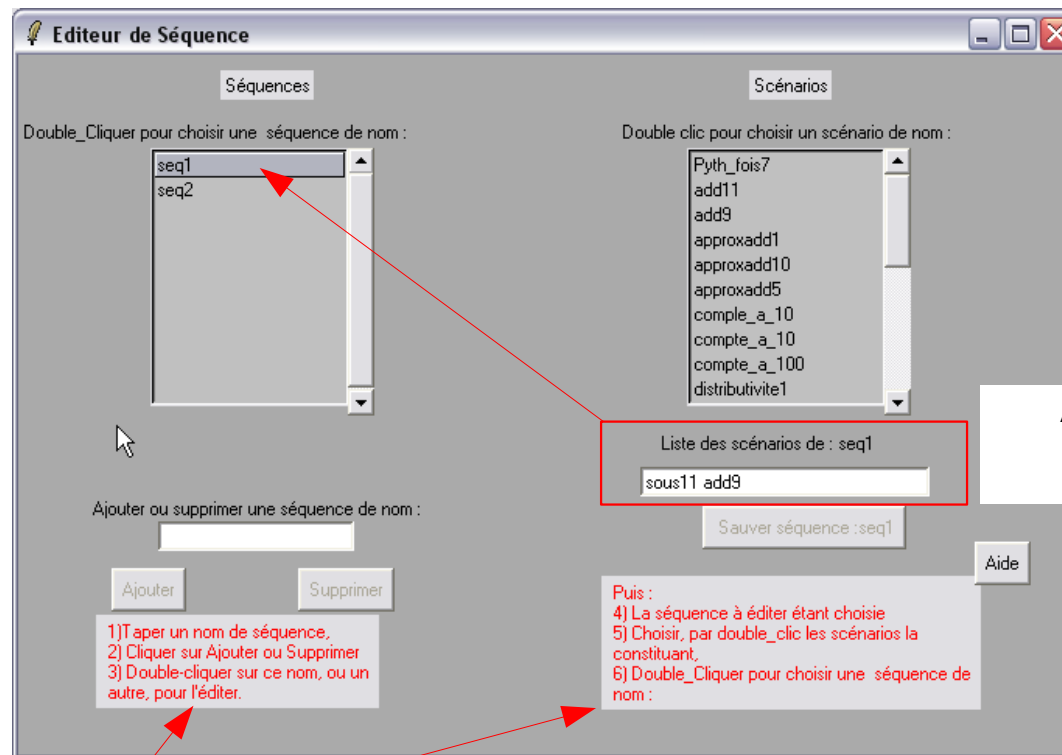 Editeur de Séquence
Séquences
Double_Cliquer pour choisir une séquence de nom :
seq1
seq2
Ajouter ou supprimer une séquence de nom :
Ajouter
Supprimer
1)Taper un nom de séquence,
2) Cliquer sur Ajouter ou Supprimer
3) Double-cliquer sur ce nom, ou un
autre, pour l'éditer.
Scénarios
Double clic pour choisir un scénario de nom :
Pyth_fois7
add11
add9
approxadd1
approxadd10
approxadd5
comple_a_10
compte_a_10
compte_a_100
distributivite1
Liste des scénarios de : seq1
sous11 add9
Sauver séquence :seq1
Aide
Puis :
4) La séquence à éditer étant choisie
5) Choisir, par double_clic les scénarios la
constituant,
6) Double_Cliquer pour choisir une séquence de
nom :